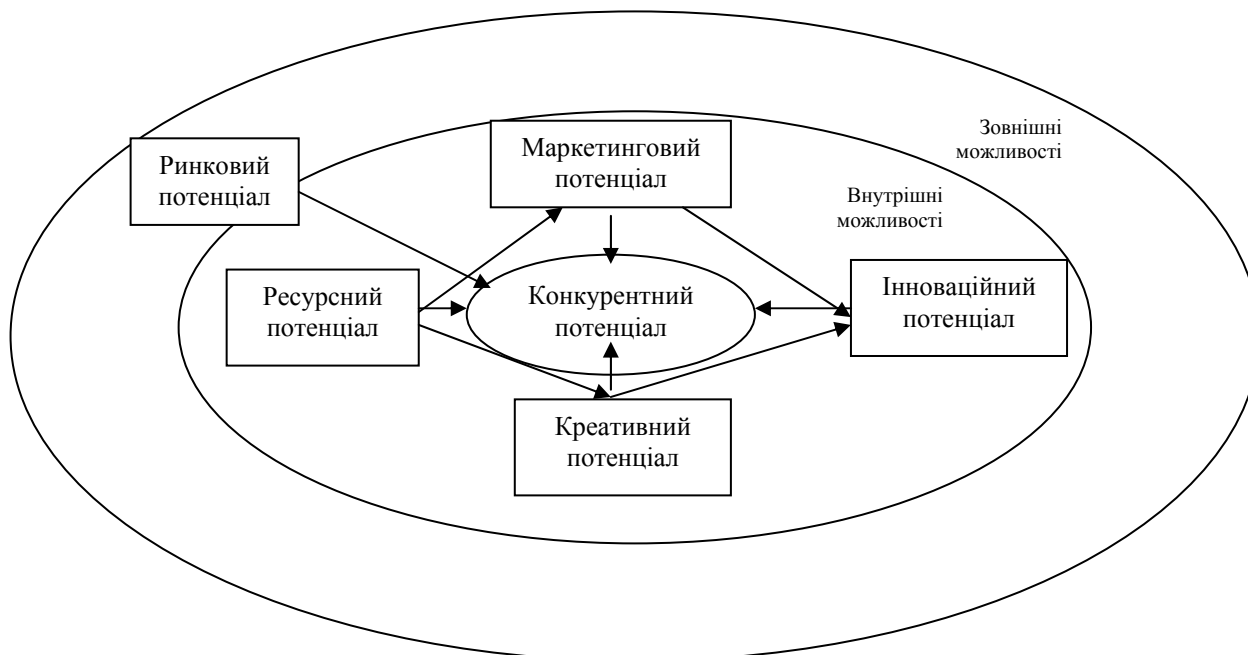 Зовнішні
можливості
Ринковий
потенціал
Маркетинговий
потенціал
Внутрішні
можливості
Ресурсний
потенціал
Конкурентний
потенціал
Інноваційний
потенціал
Креативний
потенціал